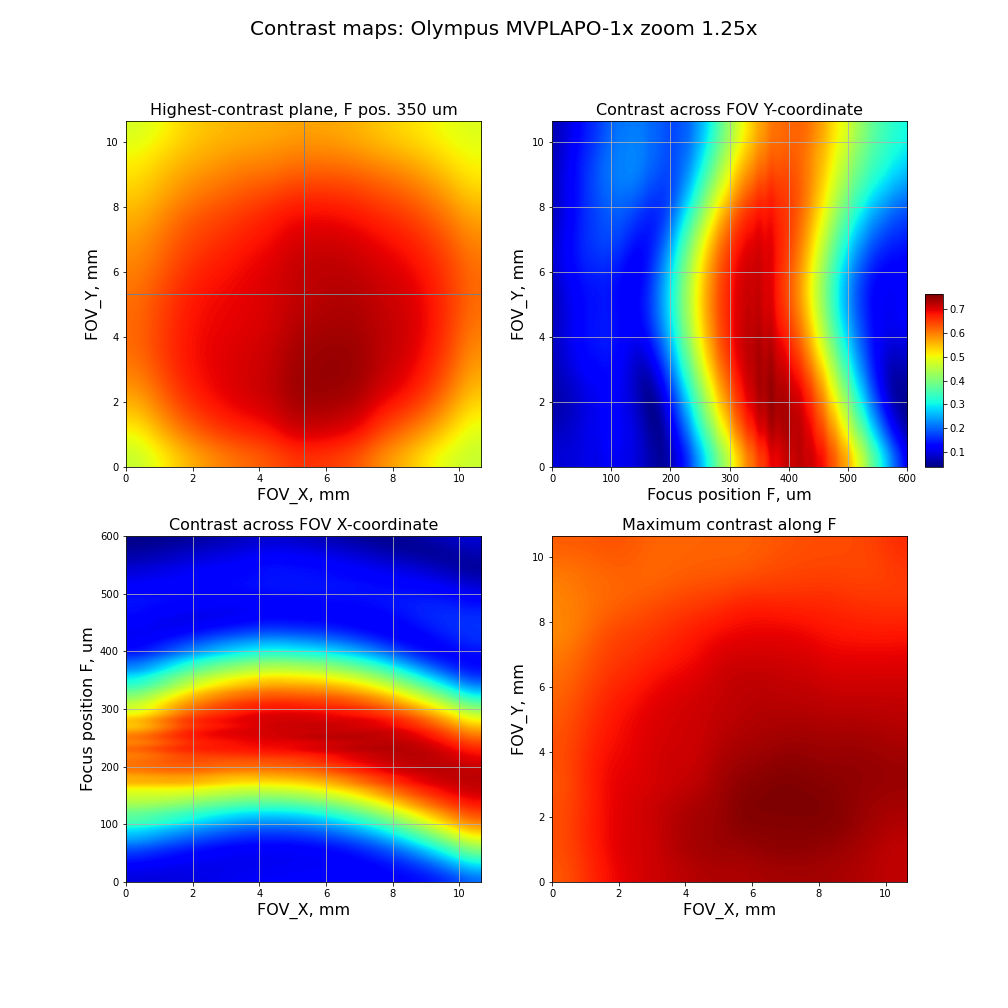 Contrast maps: Olympus MVPLAPO-1x zoom 1.25x
Highest-contrast plane, F pos. 350 um
10
8
6
4
2
0
0 2 4 6 8 10
FOV_Y, mm
FOV_X, mm
Contrast across FOV Y-coordinate
10
8
6
4
2
0
0 100 200 300 400 500 600
FOV_Y, mm
Focus position F, um
0.7
0.6
0.5
0.4
0.3
0.2
0.1
Contrast across FOV X-coordinate
600
500
400
300
200
100
0
0 2 4 6 8 10
Focus position F, um
FOV_X, mm
Maximum contrast along F
10
8
6
4
2
0
0 2 4 6 8 10
FOV_Y, mm
FOV_X, mm